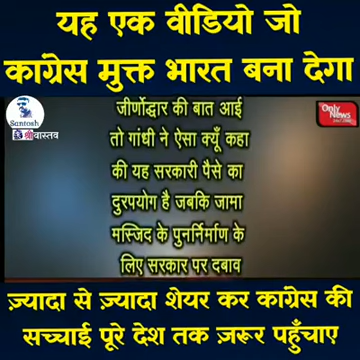 यह एक वीडियो जो
कांग्रेस मुक्त भारत बना देगा
Santosh
श्रीवास्तव
Only
News
जीर्णोद्धार की बात आई
तो गांधी ने ऐसा क्यूँ कहा
की यह सरकारी पैसे का
दुरपयोग है जबकि जामा
मस्जिद के पुनर्निर्माण के
लिए सरकार पर दबाव
ज़्यादा से ज़्यादा शेयर कर कांग्रेस की
सच्चाई पूरे देश तक ज़रूर पहुँचाए